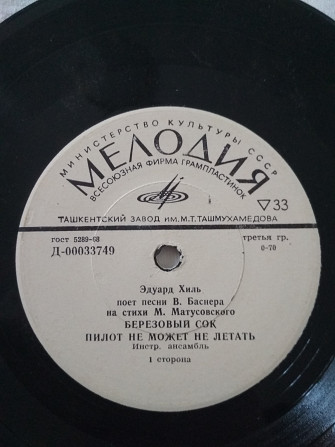 МИНИСТЕРСТВО КУЛЬТУРЫ СССР
МЕЛОДИЯ
ВСЕСОЮЗНАЯ ФИРМА ГРАМПЛАСТИНОК
▽33
ТАШКЕНТСКИЙ ЗАВОД ИМ. М.Т. ТАШМУХАМЕДОВА
гост 5289-68
третья гр.
Д-00033749
0-70
Эдуард Хиль
поет песни В. Баснера
на стихи М. Матусовского
БЕРЕЗОВЫЙ СОК
ПИЛОТ НЕ МОЖЕТ НЕ ЛЕТАТЬ
Инстр. ансамбль
1 сторона